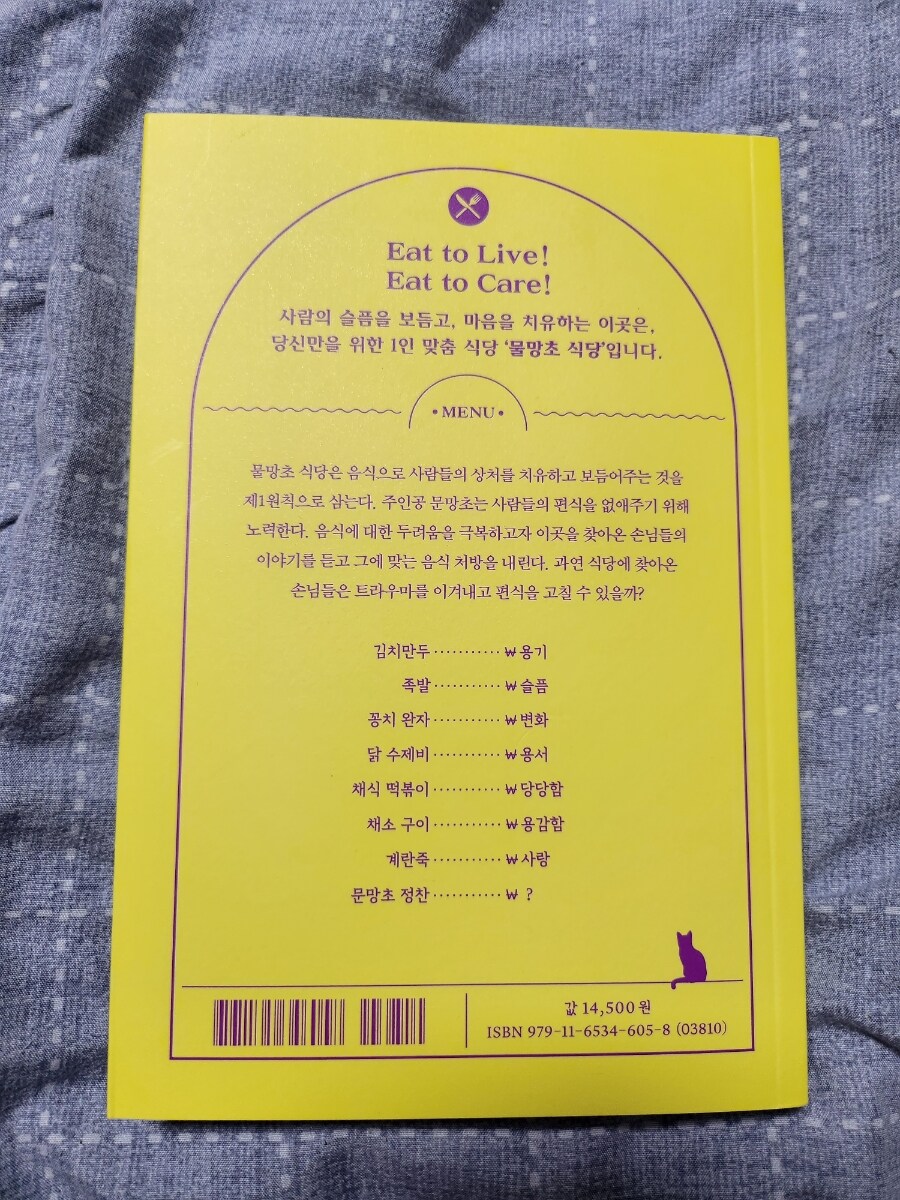 Eat to Live!
Eat to Care!
사람의 슬픔을 보듬고, 마음을 치유하는 이곳은,
당신만을 위한 1인 맞춤 식당 '물망초 식당'입니다.
•MENU•
물망초 식당은 음식으로 사람들의 상처를 치유하고 보듬어주는 것을
제1원칙으로 삼는다. 주인공 문망초는 사람들의 편식을 없애주기 위해
노력한다. 음식에 대한 두려움을 극복하고자 이곳을 찾아온 손님들의
이야기를 듣고 그에 맞는 음식 처방을 내린다. 과연 식당에 찾아온
손님들은 트라우마를 이겨내고 편식을 고칠 수 있을까?
김치만두 ··········· ₩ 용기
족발 ··········· ₩ 슬픔
꽁치 완자 ··········· ₩ 변화
닭 수제비 ··········· ₩ 용서
채식 떡볶이 ··········· ₩ 당당함
채소 구이 ··········· ₩ 용감함
계란죽 ··········· ₩ 사랑
문망초 정찬 ··········· ₩ ?
값 14,500원
ISBN 979-11-6534-605-8 (03810)